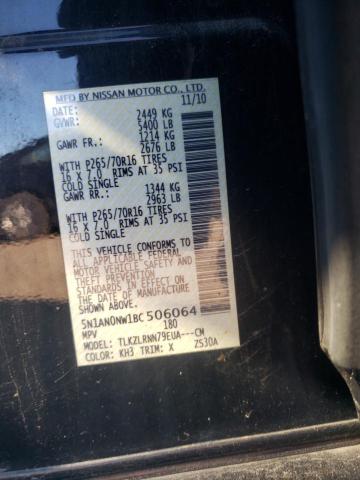 MFD BY NISSAN MOTOR CO., LTD.
DATE: 11/10
GVWR: 2449 KG
5400 LB
GAWR FR.: 1214 KG
2676 LB
WITH P265/70R16 TIRES
16 X 7.0 RIMS AT 35 PSI
COLD SINGLE
GAWR RR.: 1344 KG
2963 LB
WITH P265/70R16 TIRES
16 X 7.0 RIMS AT 35 PSI
COLD SINGLE
THIS VEHICLE CONFORMS TO
ALL APPLICABLE FEDERAL
MOTOR VEHICLE SAFETY AND
THEFT PREVENTION
STANDARDS IN EFFECT ON
THE DATE OF MANUFACTURE
SHOWN ABOVE.
5N1AN0NW1BC506064
MPV 180
MODEL: TLKZLRNN79EUA---CM
COLOR: KH3 TRIM: X ZS30A